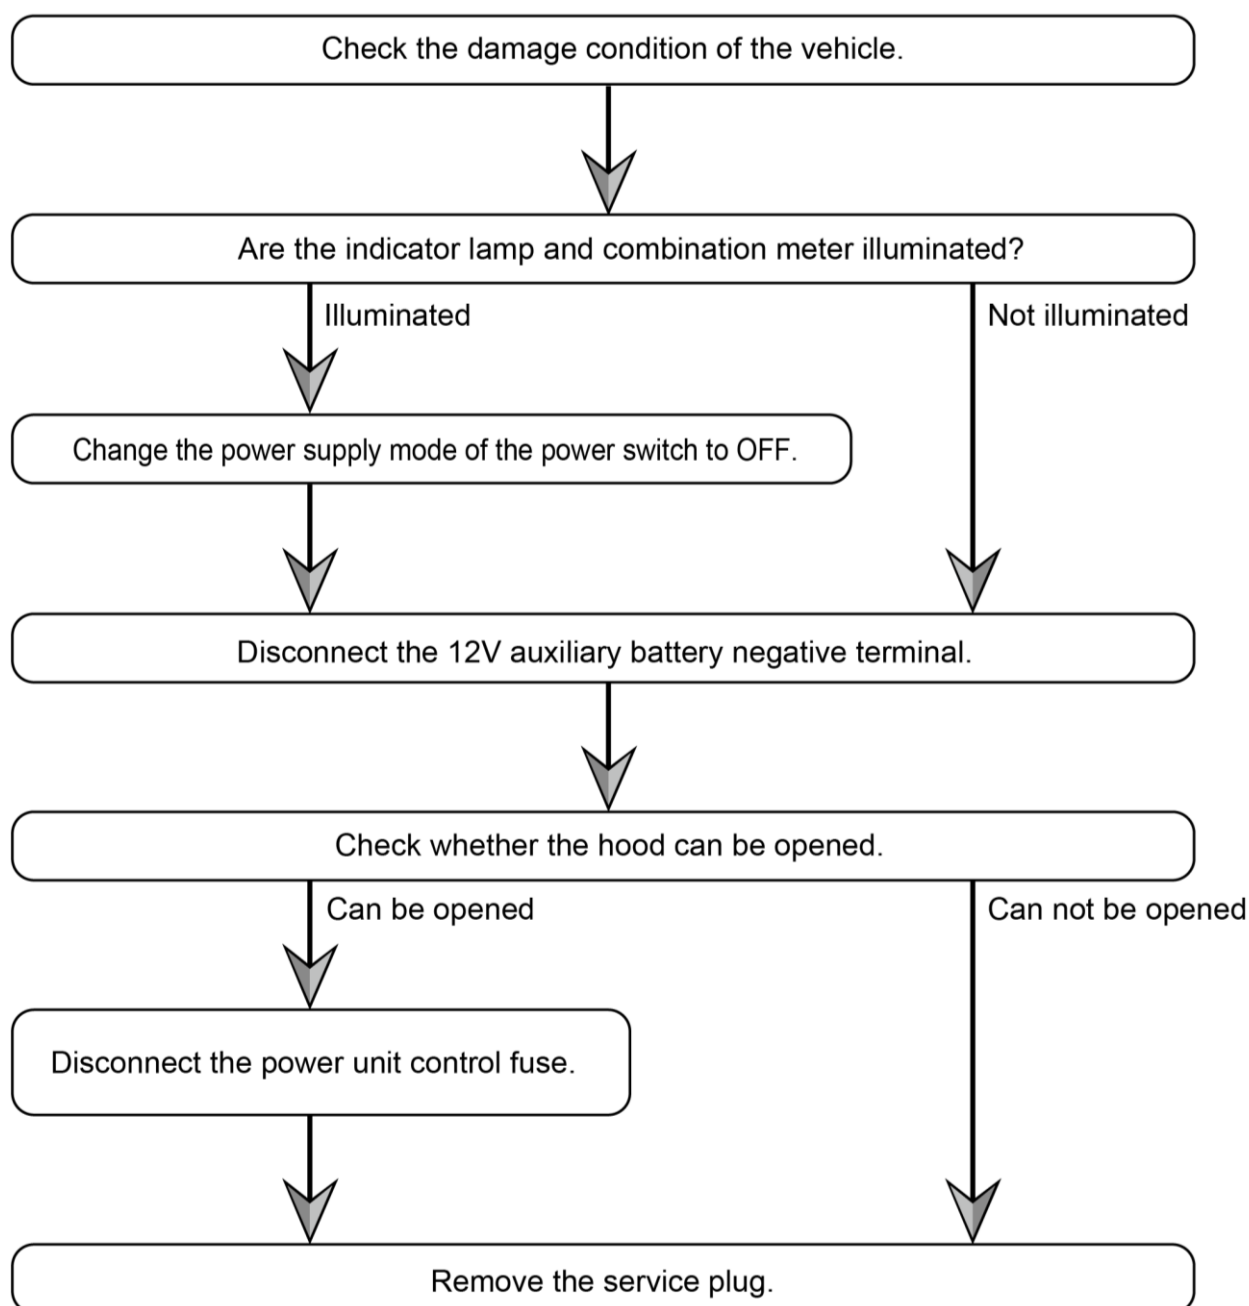 Check the damage condition of the vehicle.
Are the indicator lamp and combination meter illuminated?
Illuminated
Not illuminated
Change the power supply mode of the power switch to OFF.
Disconnect the 12V auxiliary battery negative terminal.
Check whether the hood can be opened.
Can be opened
Can not be opened
Disconnect the power unit control fuse.
Remove the service plug.